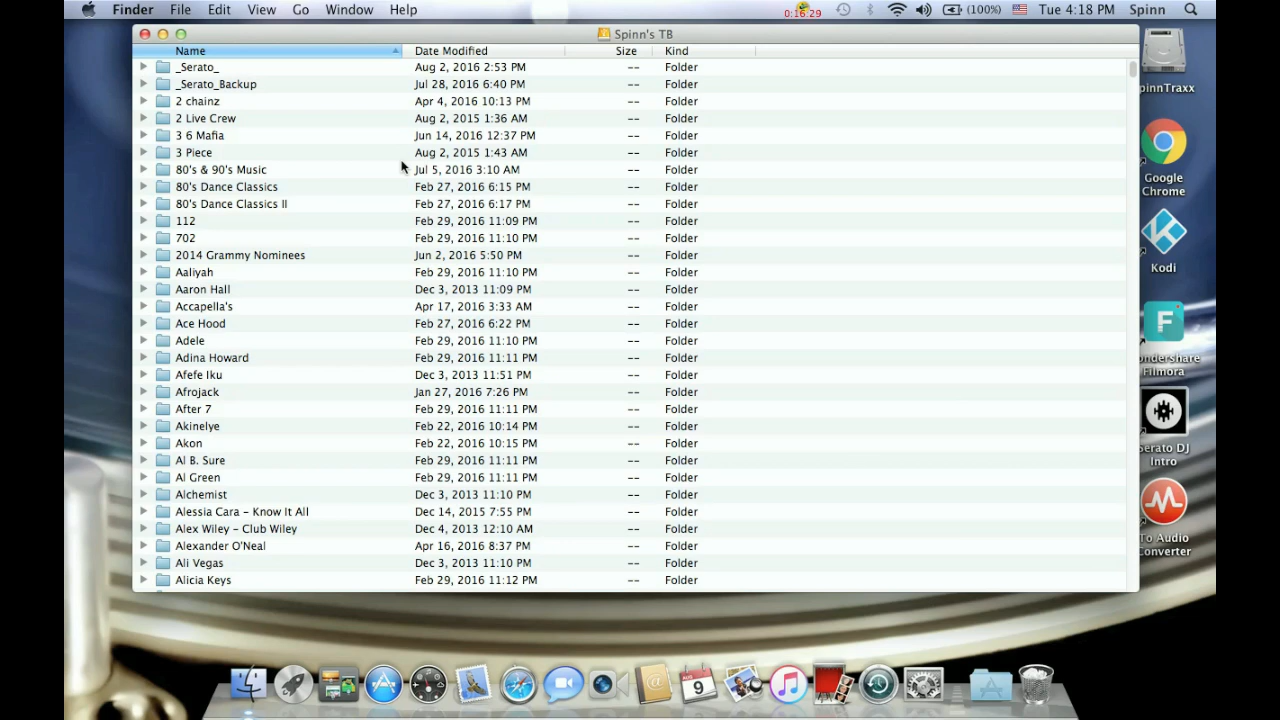 Finder File Edit View Go Window Help 0:16:29 (100%) Tue 4:18 PM Spinn
Spinn's TB
Name Date Modified Size Kind
_Serato_ Aug 2, 2016 2:53 PM -- Folder
_Serato_Backup Jul 28, 2016 6:40 PM -- Folder
2 chainz Apr 4, 2016 10:13 PM -- Folder
2 Live Crew Aug 2, 2015 1:36 AM -- Folder
3 6 Mafia Jun 14, 2016 12:37 PM -- Folder
3 Piece Aug 2, 2015 1:43 AM -- Folder
80's & 90's Music Jul 5, 2016 3:10 AM -- Folder
80's Dance Classics Feb 27, 2016 6:15 PM -- Folder
80's Dance Classics II Feb 27, 2016 6:17 PM -- Folder
112 Feb 29, 2016 11:09 PM -- Folder
702 Feb 29, 2016 11:10 PM -- Folder
2014 Grammy Nominees Jun 2, 2016 5:50 PM -- Folder
Aaliyah Feb 29, 2016 11:10 PM -- Folder
Aaron Hall Dec 3, 2013 11:09 PM -- Folder
Accapella's Apr 17, 2016 3:33 AM -- Folder
Ace Hood Feb 27, 2016 6:22 PM -- Folder
Adele Feb 29, 2016 11:10 PM -- Folder
Adina Howard Feb 29, 2016 11:11 PM -- Folder
Afefe Iku Dec 3, 2013 11:51 PM -- Folder
Afrojack Jan 27, 2016 7:26 PM -- Folder
After 7 Feb 29, 2016 11:11 PM -- Folder
Akinelye Feb 22, 2016 10:14 PM -- Folder
Akon Feb 22, 2016 10:15 PM -- Folder
Al B. Sure Feb 29, 2016 11:11 PM -- Folder
Al Green Feb 29, 2016 11:11 PM -- Folder
Alchemist Dec 3, 2013 11:10 PM -- Folder
Alessia Cara – Know It All Dec 14, 2015 7:55 PM -- Folder
Alex Wiley – Club Wiley Dec 4, 2013 12:10 AM -- Folder
Alexander O'Neal Apr 16, 2016 8:37 PM -- Folder
Ali Vegas Dec 3, 2013 11:10 PM -- Folder
Alicia Keys Feb 29, 2016 11:12 PM -- Folder
pinnTraxx
Google
Chrome
Kodi
ondershare
Filmora
Serato DJ
Intro
To Audio
Converter
AUG
9